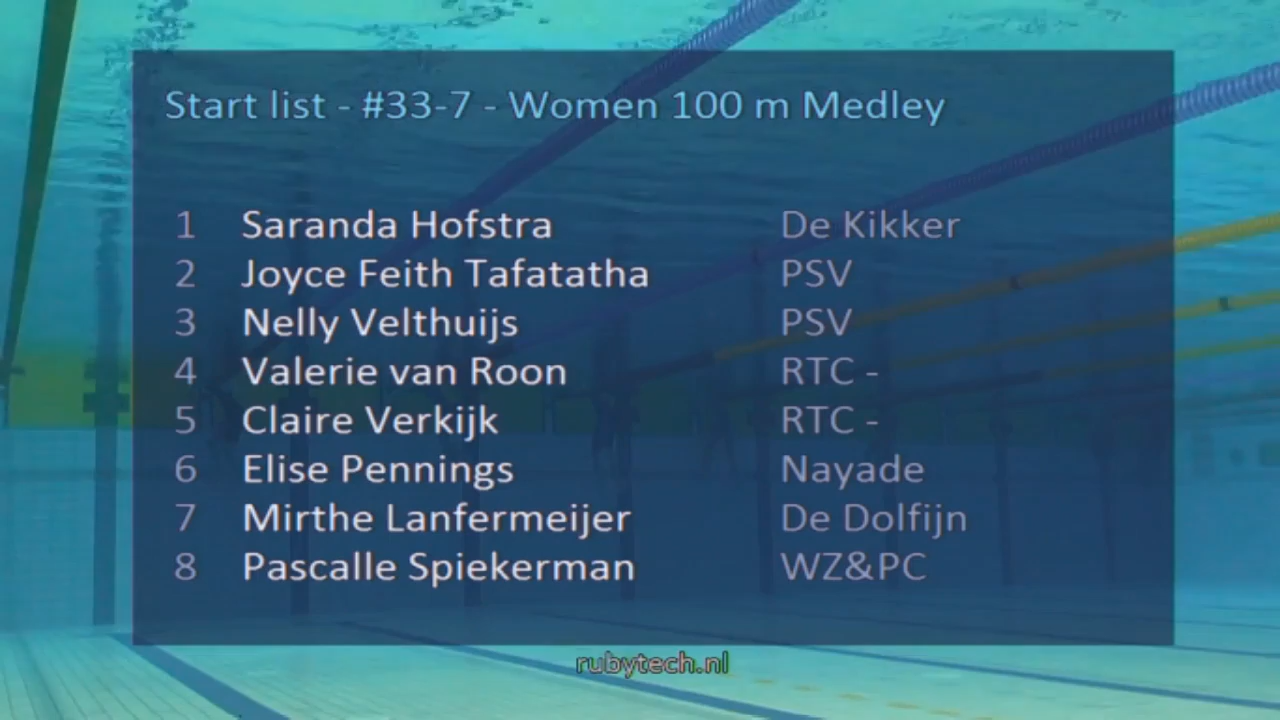 Start list - #33-7 - Women 100 m Medley
1 Saranda Hofstra De Kikker
2 Joyce Feith Tafatatha PSV
3 Nelly Velthuijs PSV
4 Valerie van Roon RTC -
5 Claire Verkijk RTC -
6 Elise Pennings Nayade
7 Mirthe Lanfermeijer De Dolfijn
8 Pascalle Spiekerman WZ&PC
rubytech.nl